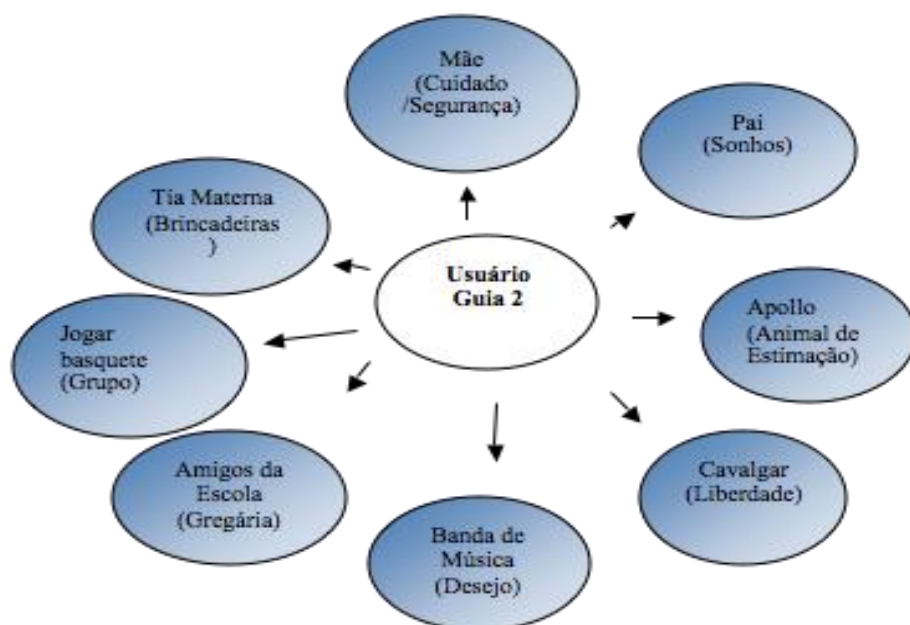 Mãe
(Cuidado
/Segurança)
Pai
(Sonhos)
Tia Materna
(Brincadeiras
)
Usuário
Guia 2
Apollo
(Animal de
Estimação)
Jogar
basquete
(Grupo)
Amigos da
Escola
(Gregária)
Cavalgar
(Liberdade)
Banda de
Música
(Desejo)